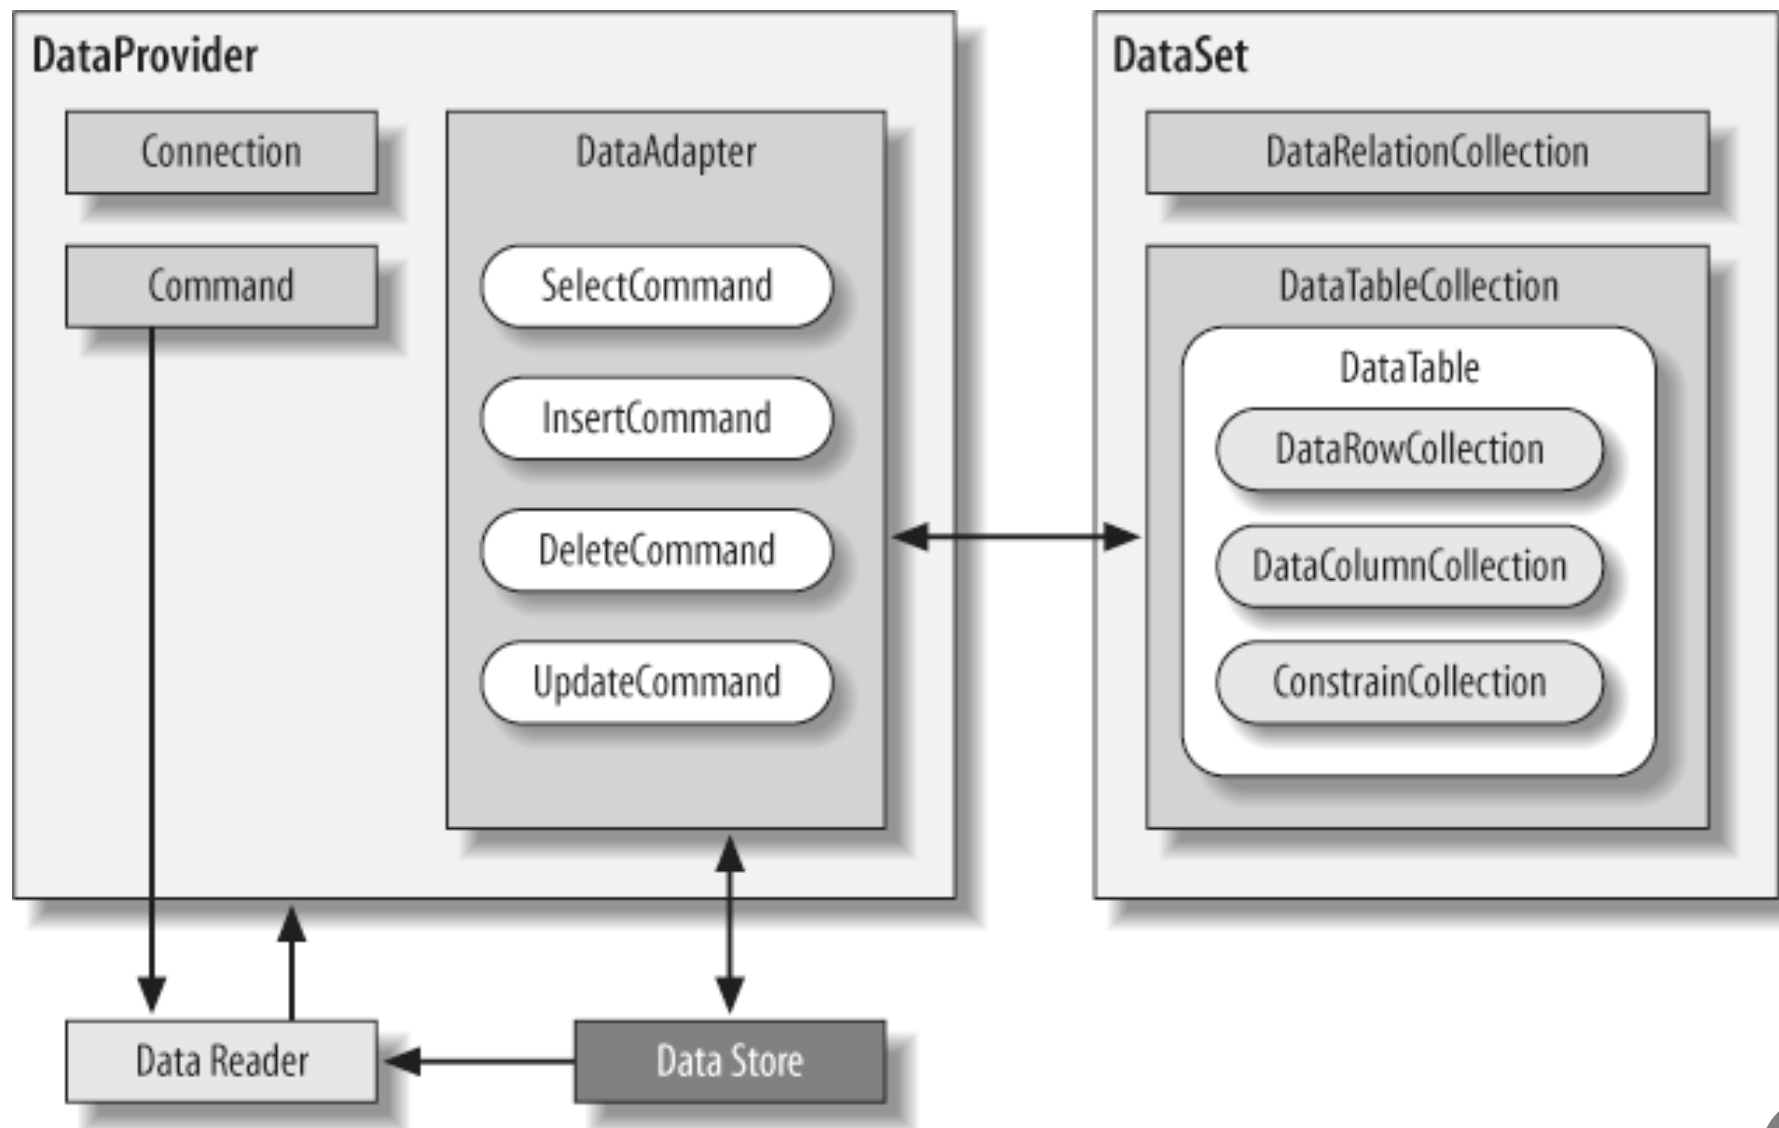 DataProvider
Connection
Command
DataAdapter
SelectCommand
InsertCommand
DeleteCommand
UpdateCommand
DataSet
DataRelationCollection
DataTableCollection
DataTable
DataRowCollection
DataColumnCollection
ConstrainCollection
Data Reader
Data Store